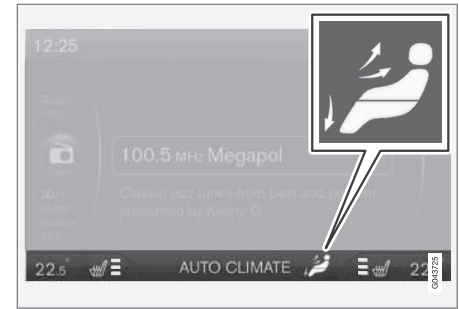 12:25
100.5 MHz Megapol
Classic jazz tunes from past and present
presented by Kenny G
22.5° AUTO CLIMATE 22
G043725